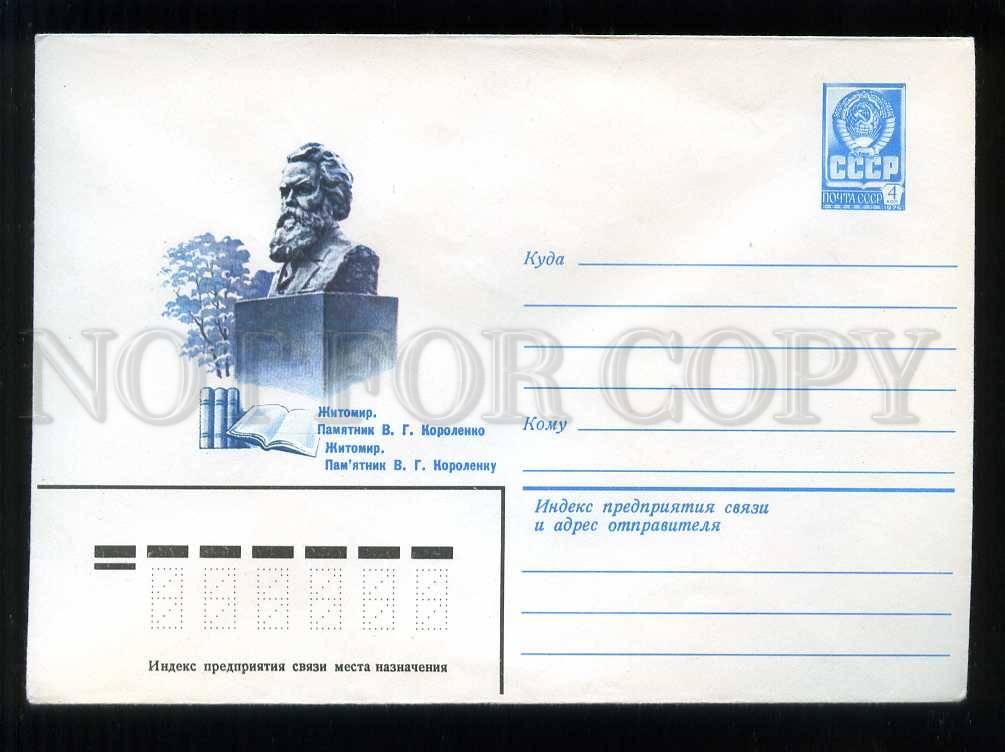 СССР
ПОЧТА СССР 4
КОП
Куда
NOT FOR COPY
Житомир.
Памятник В. Г. Короленко
Житомир.
Пам'ятник В. Г. Короленку
Кому
Индекс предприятия связи
и адрес отправителя
Индекс предприятия связи места назначения